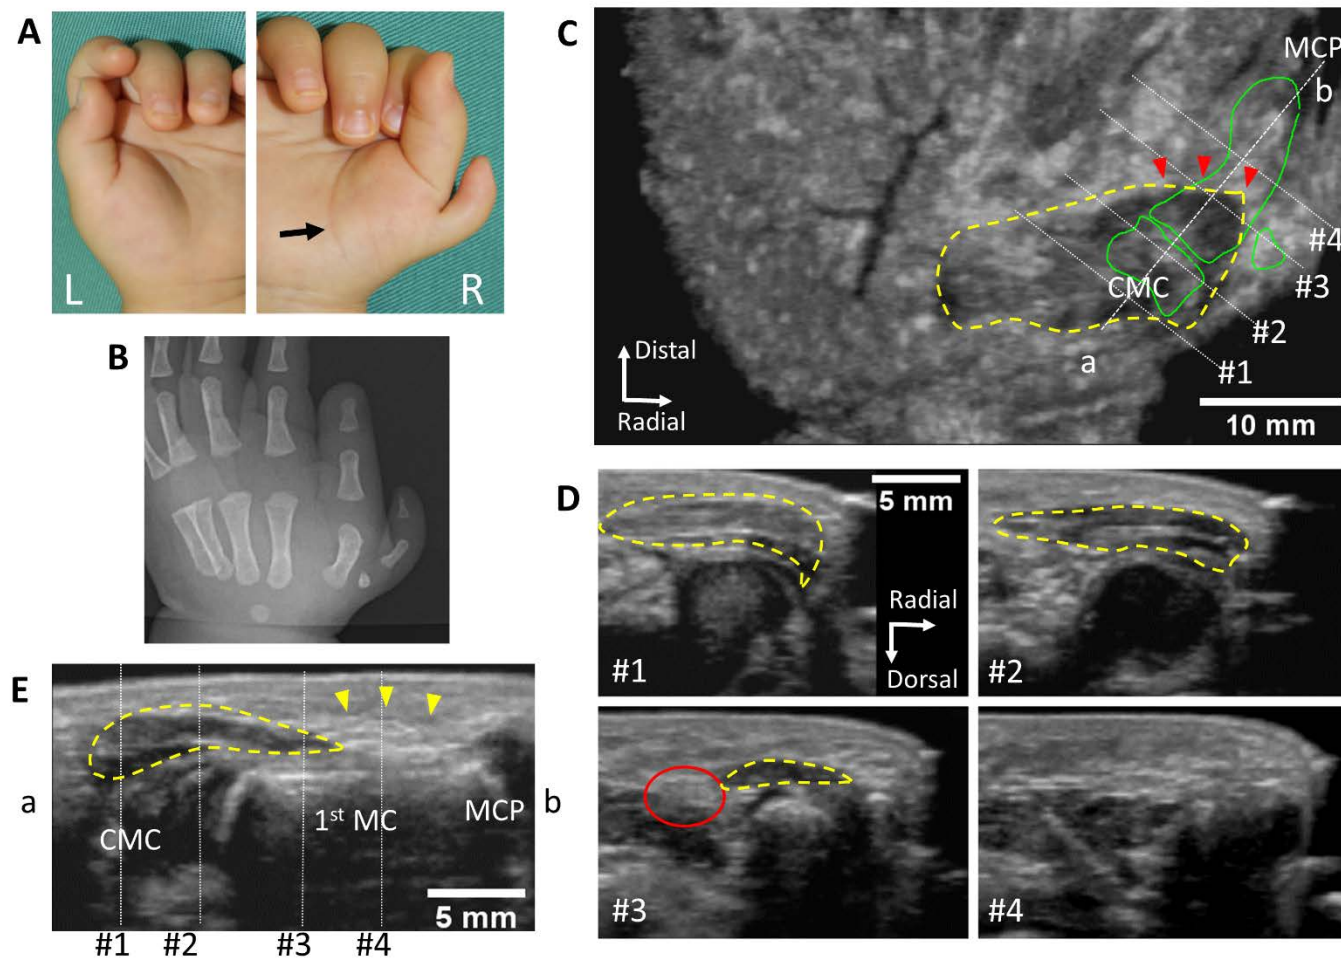 A
L
R
B
C
MCP
b
CMC
a
#4
#3
#2
#1
Distal
Radial
10 mm
D
5 mm
Radial
Dorsal
#1
#2
#3
#4
E
a
CMC
1st MC
MCP
b
5 mm
#1 #2 #3 #4